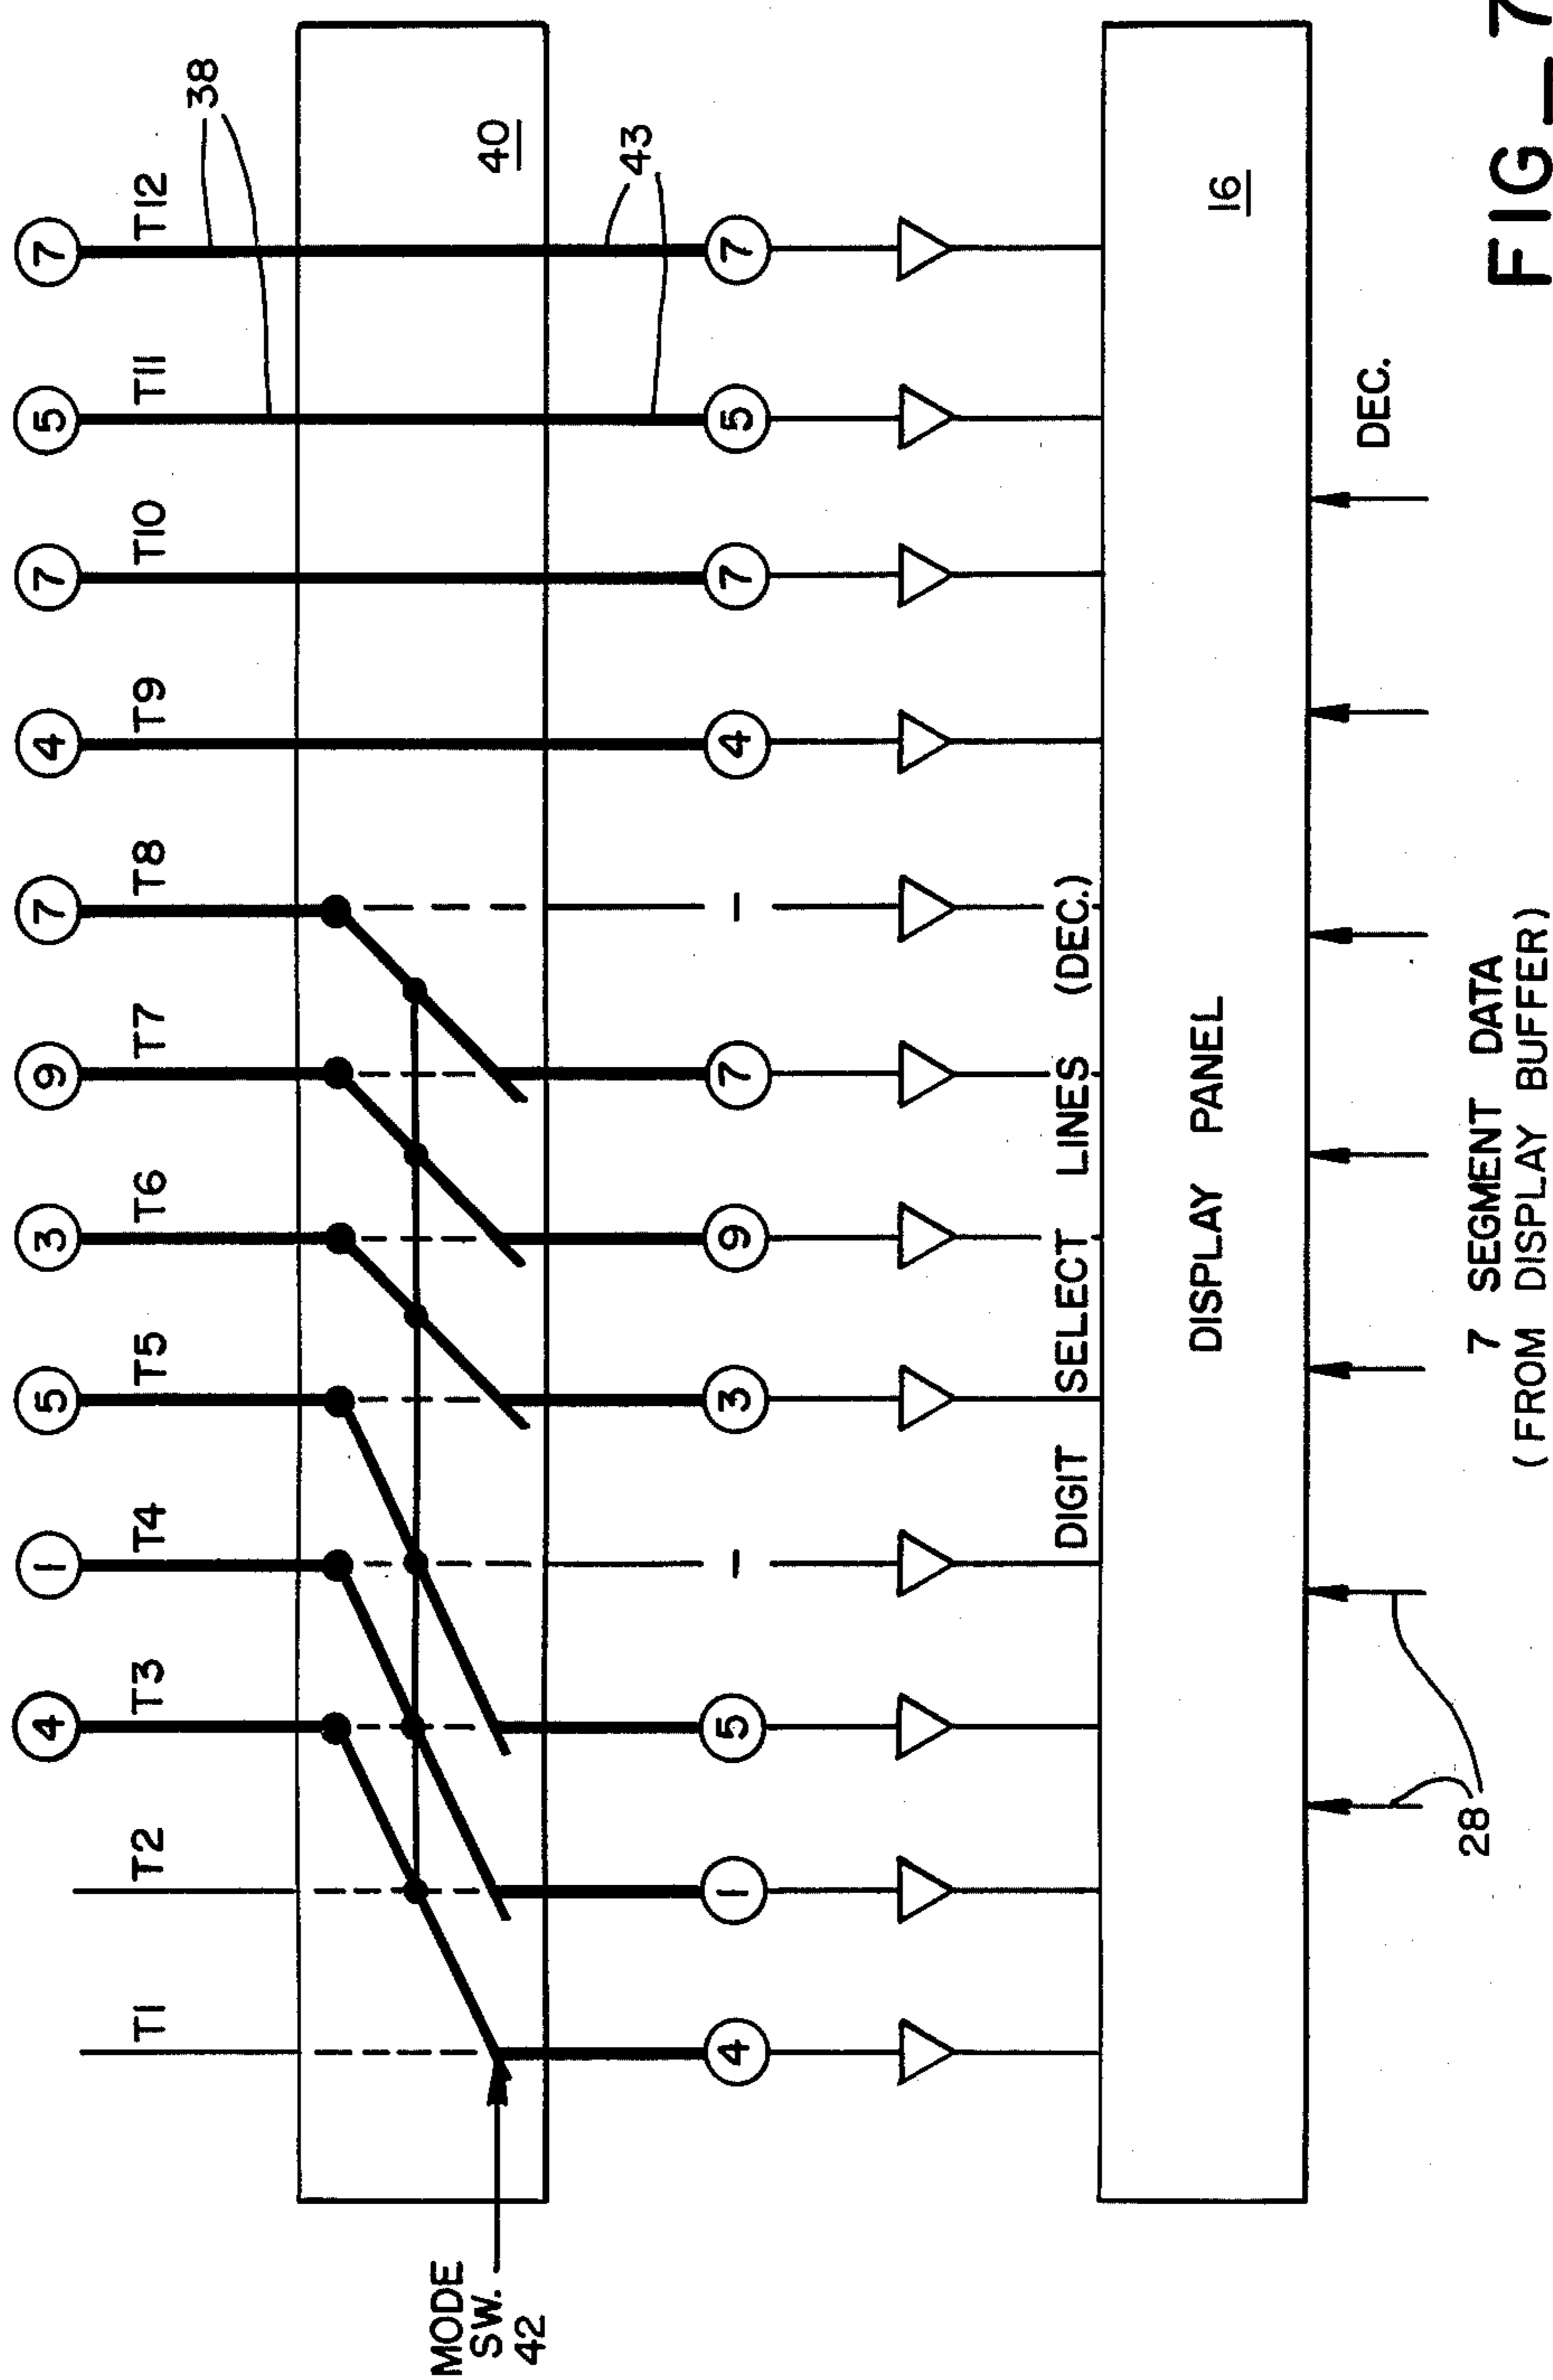 4 1 5 3 9 7 4 7 5 7
T1 T2 T3 T4 T5 T6 T7 T8 T9 T10 T11 T12
38
MODE
SW.
42
40
43
4 1 5 – 3 9 7 – 4 7 5 7
DIGIT SELECT LINES (DEC.)
DISPLAY PANEL
16
DEC.
28
7 SEGMENT DATA
(FROM DISPLAY BUFFER)
FIG_7